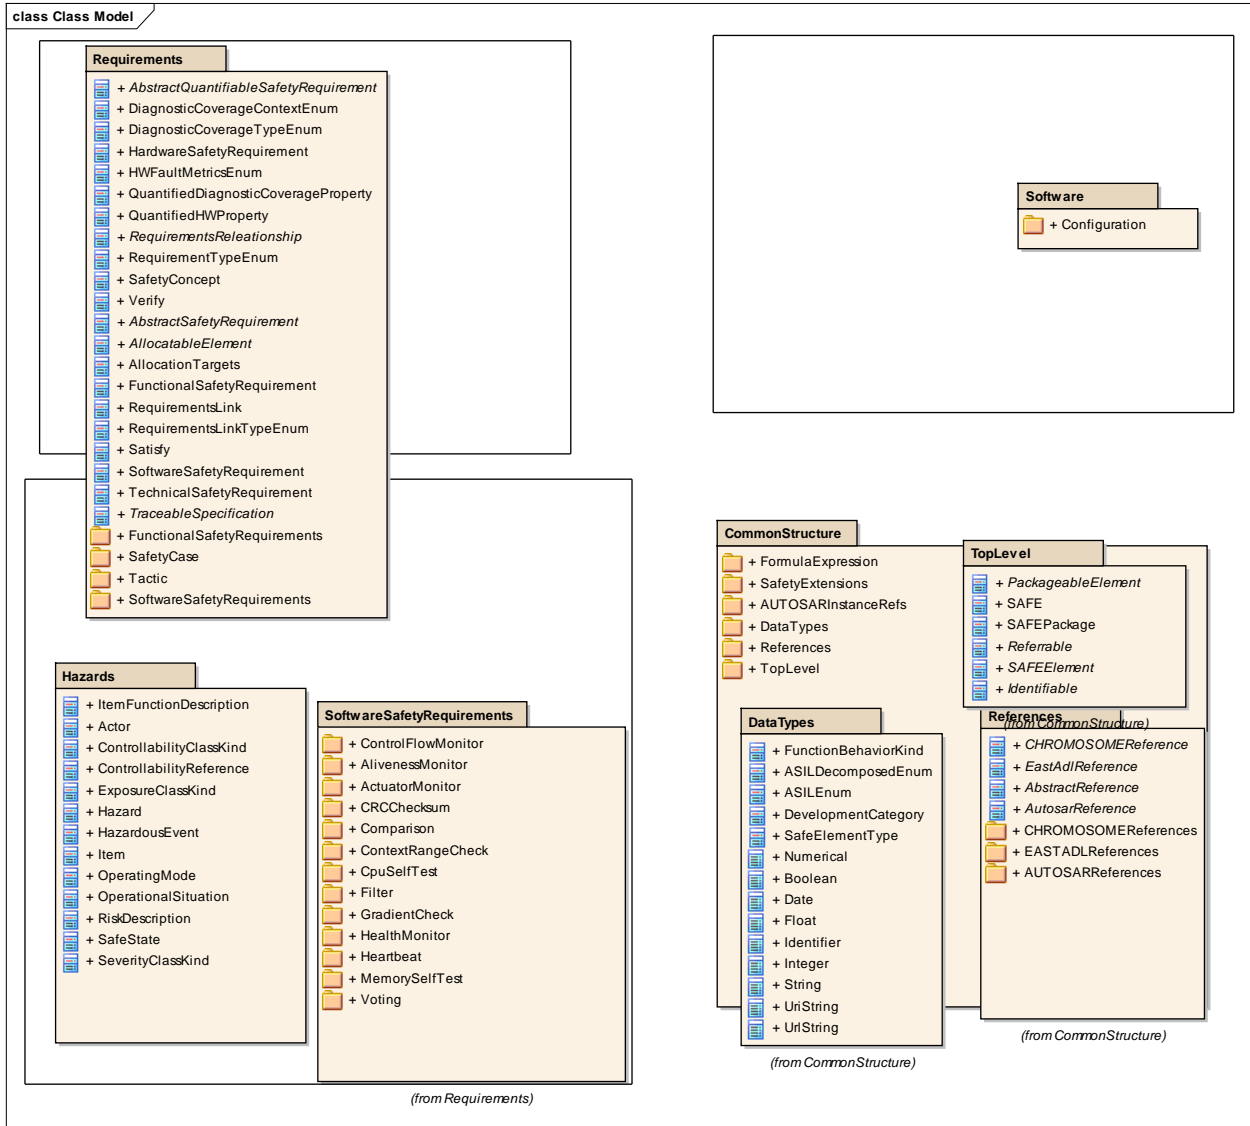 class Class Model
Requirements
+ AbstractQuantifiableSafetyRequirement
+ DiagnosticCoverageContextEnum
+ DiagnosticCoverageTypeEnum
+ HardwareSafetyRequirement
+ HWFaultMetricsEnum
+ QuantifiedDiagnosticCoverageProperty
+ QuantifiedHWProperty
+ RequirementsReleationship
+ RequirementTypeEnum
+ SafetyConcept
+ Verify
+ AbstractSafetyRequirement
+ AllocatableElement
+ AllocationTargets
+ FunctionalSafetyRequirement
+ RequirementsLink
+ RequirementsLinkTypeEnum
+ Satisfy
+ SoftwareSafetyRequirement
+ TechnicalSafetyRequirement
+ TraceableSpecification
+ FunctionalSafetyRequirements
+ SafetyCase
+ Tactic
+ SoftwareSafetyRequirements
Software
+ Configuration
Hazards
+ ItemFunctionDescription
+ Actor
+ ControllabilityClassKind
+ ControllabilityReference
+ ExposureClassKind
+ Hazard
+ HazardousEvent
+ Item
+ OperatingMode
+ OperationalSituation
+ RiskDescription
+ SafeState
+ SeverityClassKind
SoftwareSafetyRequirements
+ ControlFlowMonitor
+ AlivenessMonitor
+ ActuatorMonitor
+ CRCChecksum
+ Comparison
+ ContextRangeCheck
+ CpuSelfTest
+ Filter
+ GradientCheck
+ HealthMonitor
+ Heartbeat
+ MemorySelfTest
+ Voting
(from Requirements)
CommonStructure
+ FormulaExpression
+ SafetyExtensions
+ AUTOSARInstanceRefs
+ DataTypes
+ References
+ TopLevel
TopLevel
+ PackageableElement
+ SAFE
+ SAFEPackage
+ Referrable
+ SAFEElement
+ Identifiable
(from CommonStructure)
DataTypes
+ FunctionBehaviorKind
+ ASILDecomposedEnum
+ ASILEnum
+ DevelopmentCategory
+ SafeElementType
+ Numerical
+ Boolean
+ Date
+ Float
+ Identifier
+ Integer
+ String
+ UriString
+ UrlString
(from CommonStructure)
References
+ CHROMOSOMEReference
+ EastAdlReference
+ AbstractReference
+ AutosarReference
+ CHROMOSOMEReferences
+ EASTADLReferences
+ AUTOSARReferences
(from CommonStructure)